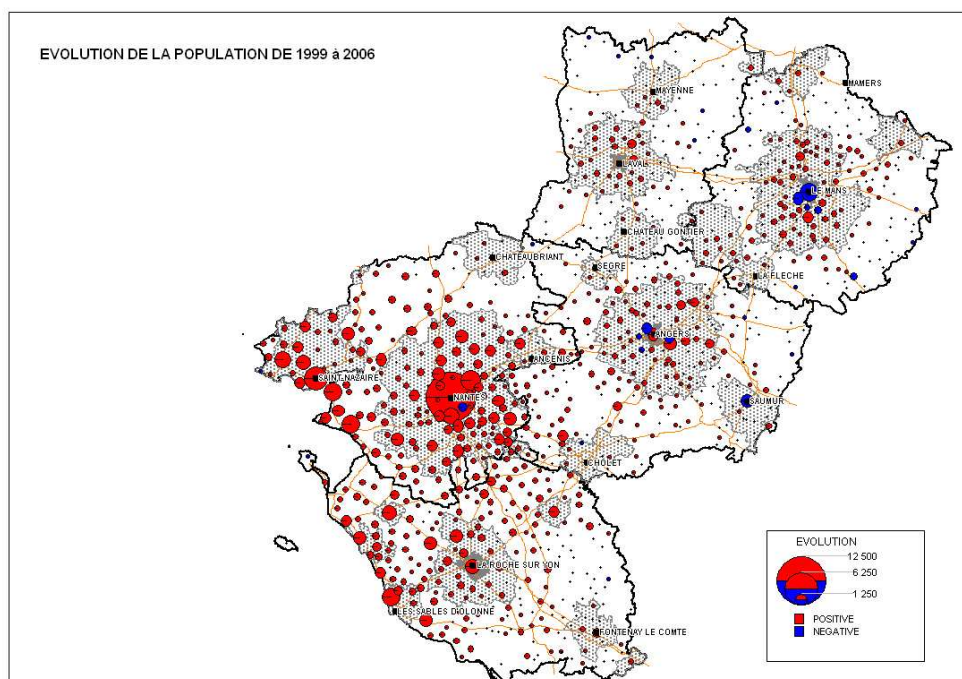 EVOLUTION DE LA POPULATION DE 1999 à 2006
MAMERS
MAYENNE
LAVAL
LE MANS
CHATEAU GONTIER
CHATEAUBRIANT
SEGRE
LA FLECHE
ANGERS
ANCENIS
SAINT-NAZAIRE
NANTES
SAUMUR
CHOLET
LA ROCHE SUR YON
LES SABLES D'OLONNE
FONTENAY LE COMTE
EVOLUTION
12 500
6 250
1 250
POSITIVE
NEGATIVE